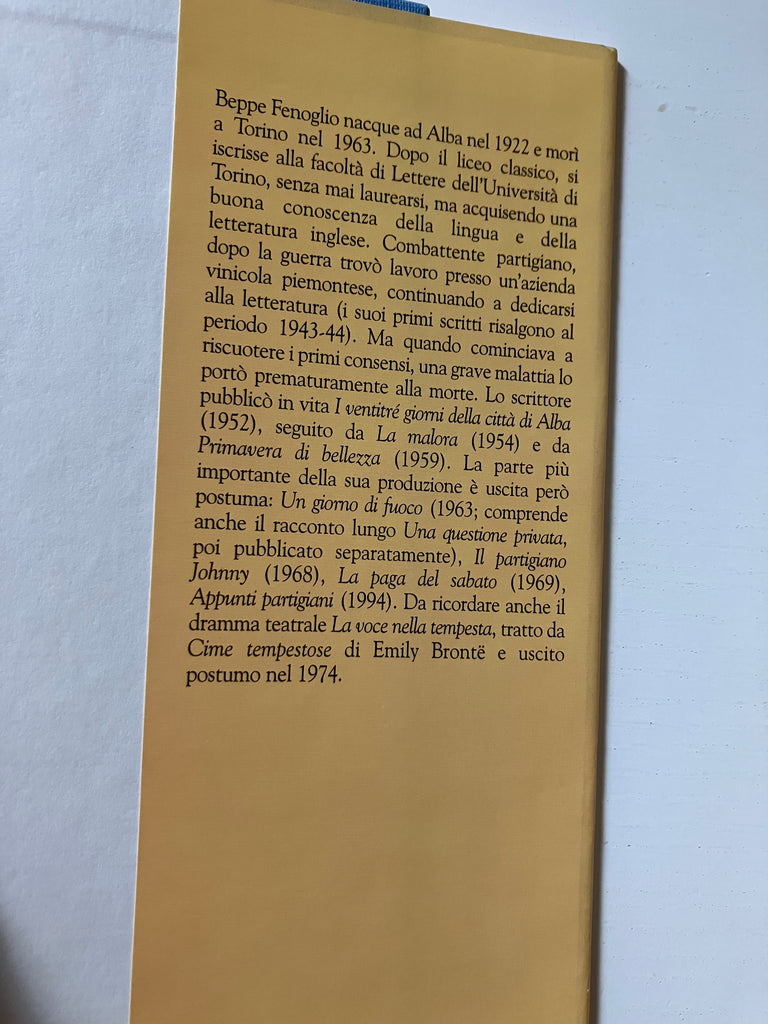 Beppe Fenoglio nacque ad Alba nel 1922 e morì
a Torino nel 1963. Dopo il liceo classico, si
iscrisse alla facoltà di Lettere dell'Università di
Torino, senza mai laurearsi, ma acquisendo una
buona conoscenza della lingua e della
letteratura inglese. Combattente partigiano,
dopo la guerra trovò lavoro presso un'azienda
vinicola piemontese, continuando a dedicarsi
alla letteratura (i suoi primi scritti risalgono al
periodo 1943-44). Ma quando cominciava a
riscuotere i primi consensi, una grave malattia lo
portò prematuramente alla morte. Lo scrittore
pubblicò in vita I ventitré giorni della città di Alba
(1952), seguito da La malora (1954) e da
Primavera di bellezza (1959). La parte più
importante della sua produzione è uscita però
postuma: Un giorno di fuoco (1963; comprende
anche il racconto lungo Una questione privata,
poi pubblicato separatamente), Il partigiano
Johnny (1968), La paga del sabato (1969),
Appunti partigiani (1994). Da ricordare anche il
dramma teatrale La voce nella tempesta, tratto da
Cime tempestose di Emily Brontë e uscito
postumo nel 1974.